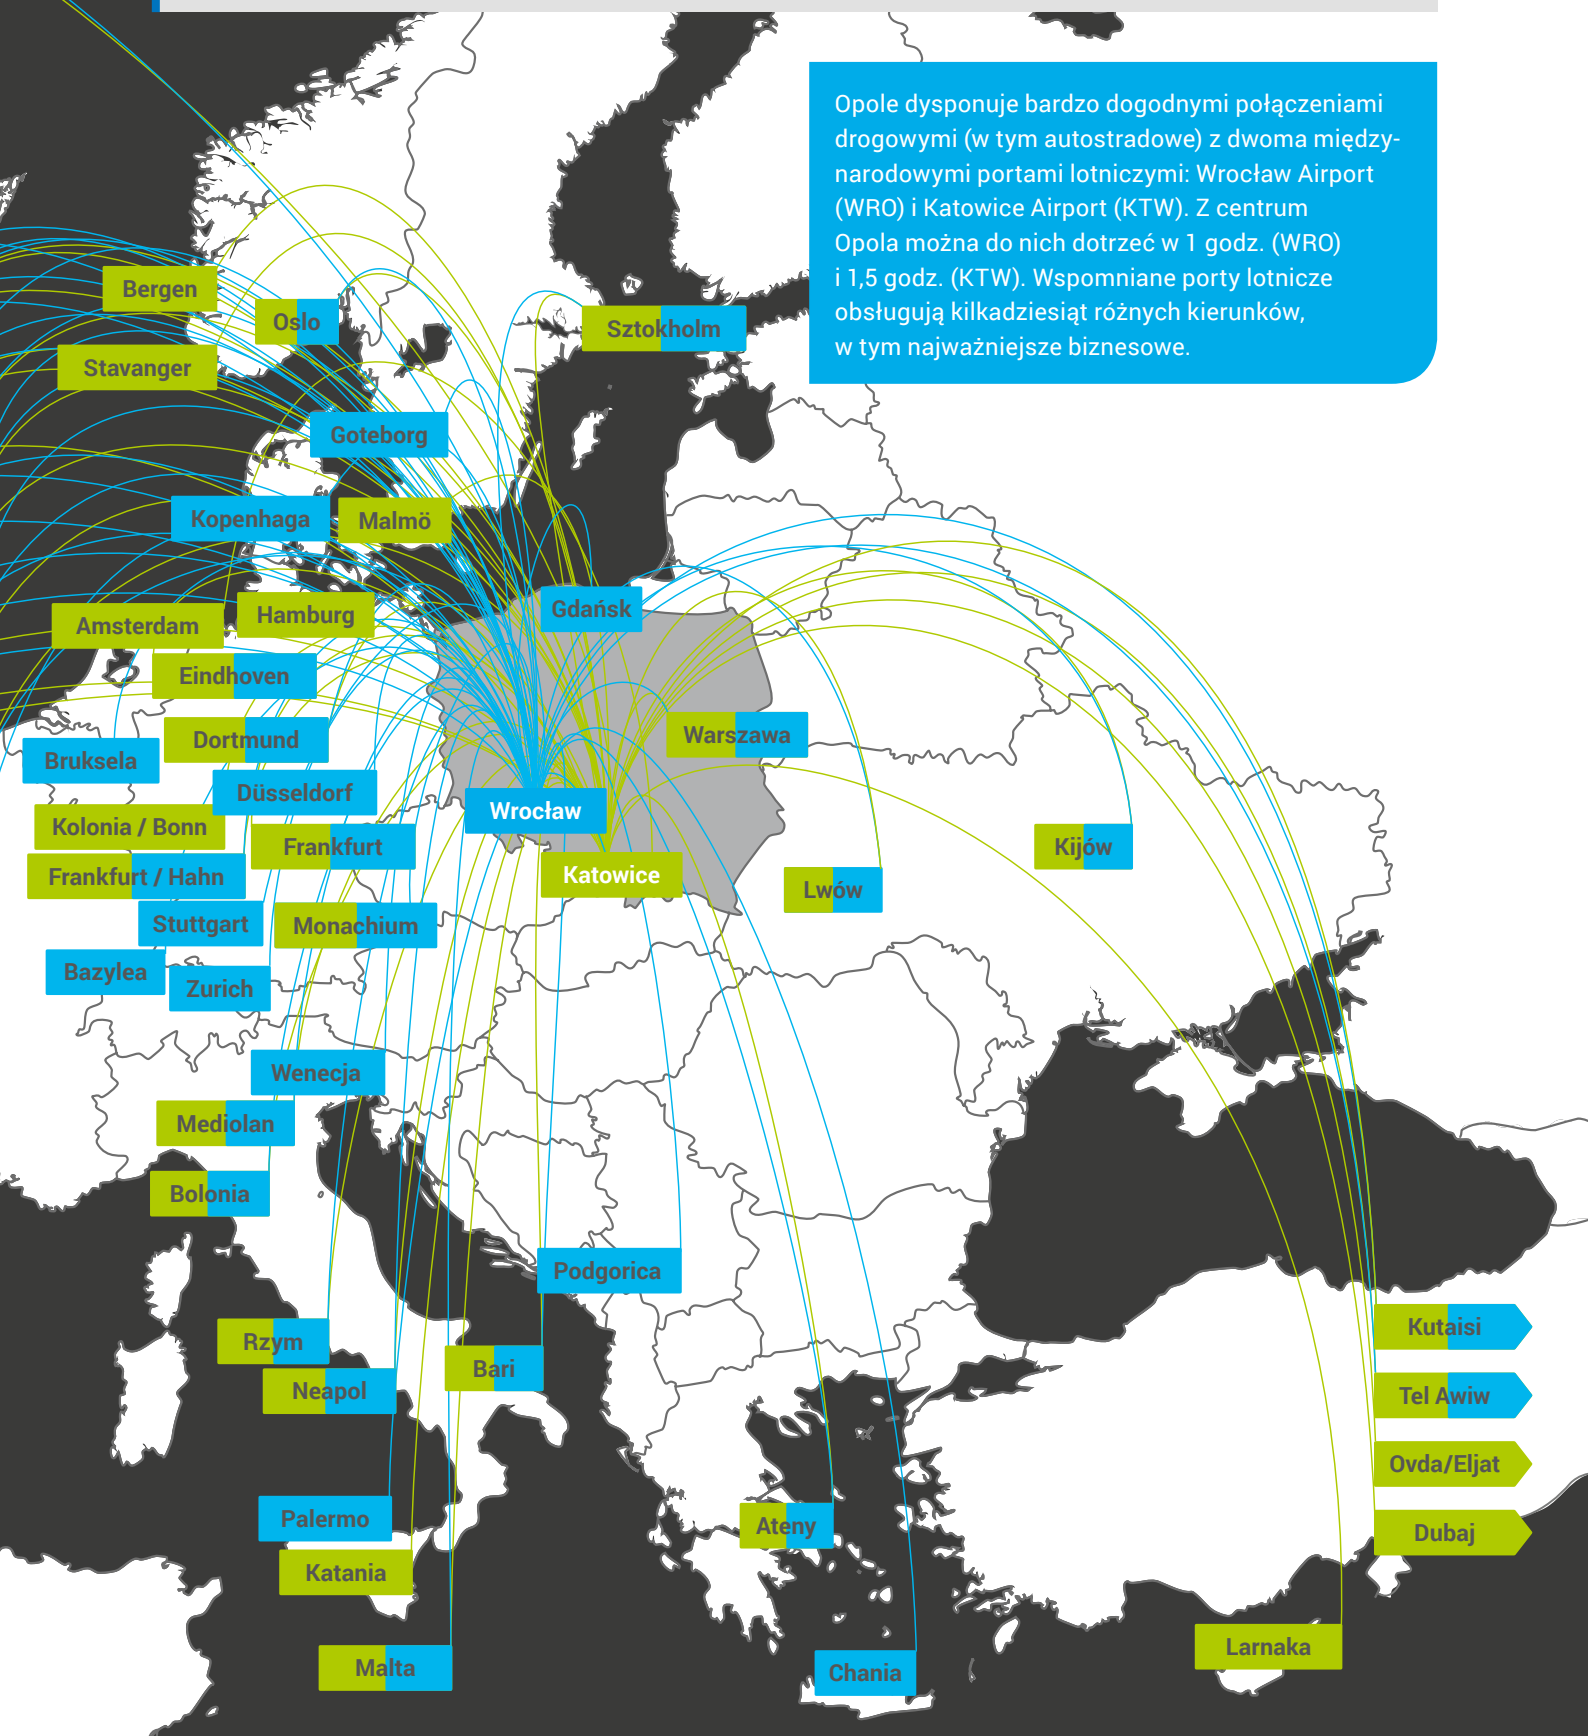 Opole dysponuje bardzo dogodnymi połączeniami
drogowymi (w tym autostradowe) z dwoma między-
narodowymi portami lotniczymi: Wrocław Airport
(WRO) i Katowice Airport (KTW). Z centrum
Opola można do nich dotrzeć w 1 godz. (WRO)
i 1,5 godz. (KTW). Wspomniane porty lotnicze
obsługują kilkadziesiąt różnych kierunków,
w tym najważniejsze biznesowe.
Bergen
Oslo
Sztokholm
Stavanger
Goteborg
Kopenhaga
Malmö
Gdańsk
Hamburg
Amsterdam
Eindhoven
Warszawa
Dortmund
Bruksela
Düsseldorf
Wrocław
Kolonia / Bonn
Frankfurt
Kijów
Katowice
Frankfurt / Hahn
Lwów
Stuttgart
Monachium
Bazylea
Zurich
Wenecja
Mediolan
Bolonia
Podgorica
Kutaisi
Rzym
Bari
Neapol
Tel Awiw
Ovda/Eljat
Palermo
Ateny
Dubaj
Katania
Larnaka
Malta
Chania